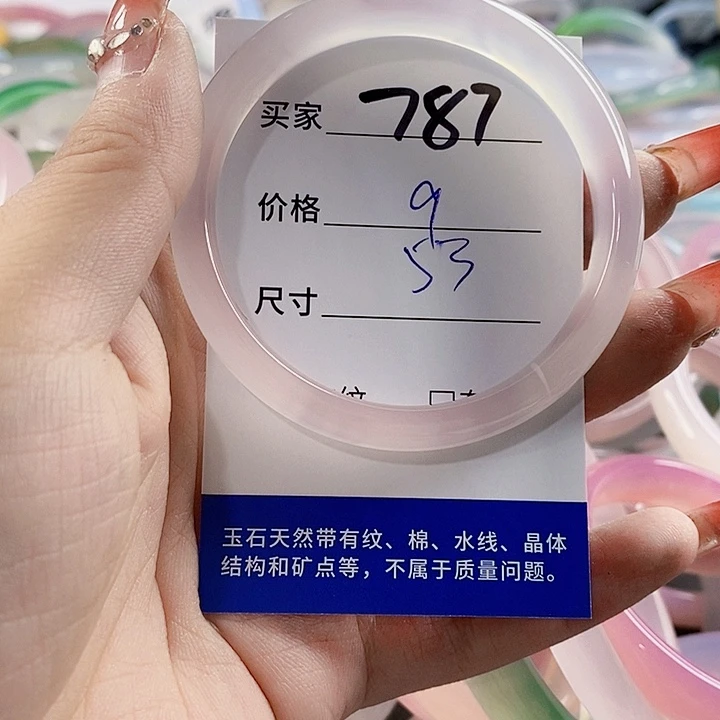 买家 787
价格 9
53
尺寸
纹
玉石天然带有纹、棉、水线、晶体
结构和矿点等，不属于质量问题。